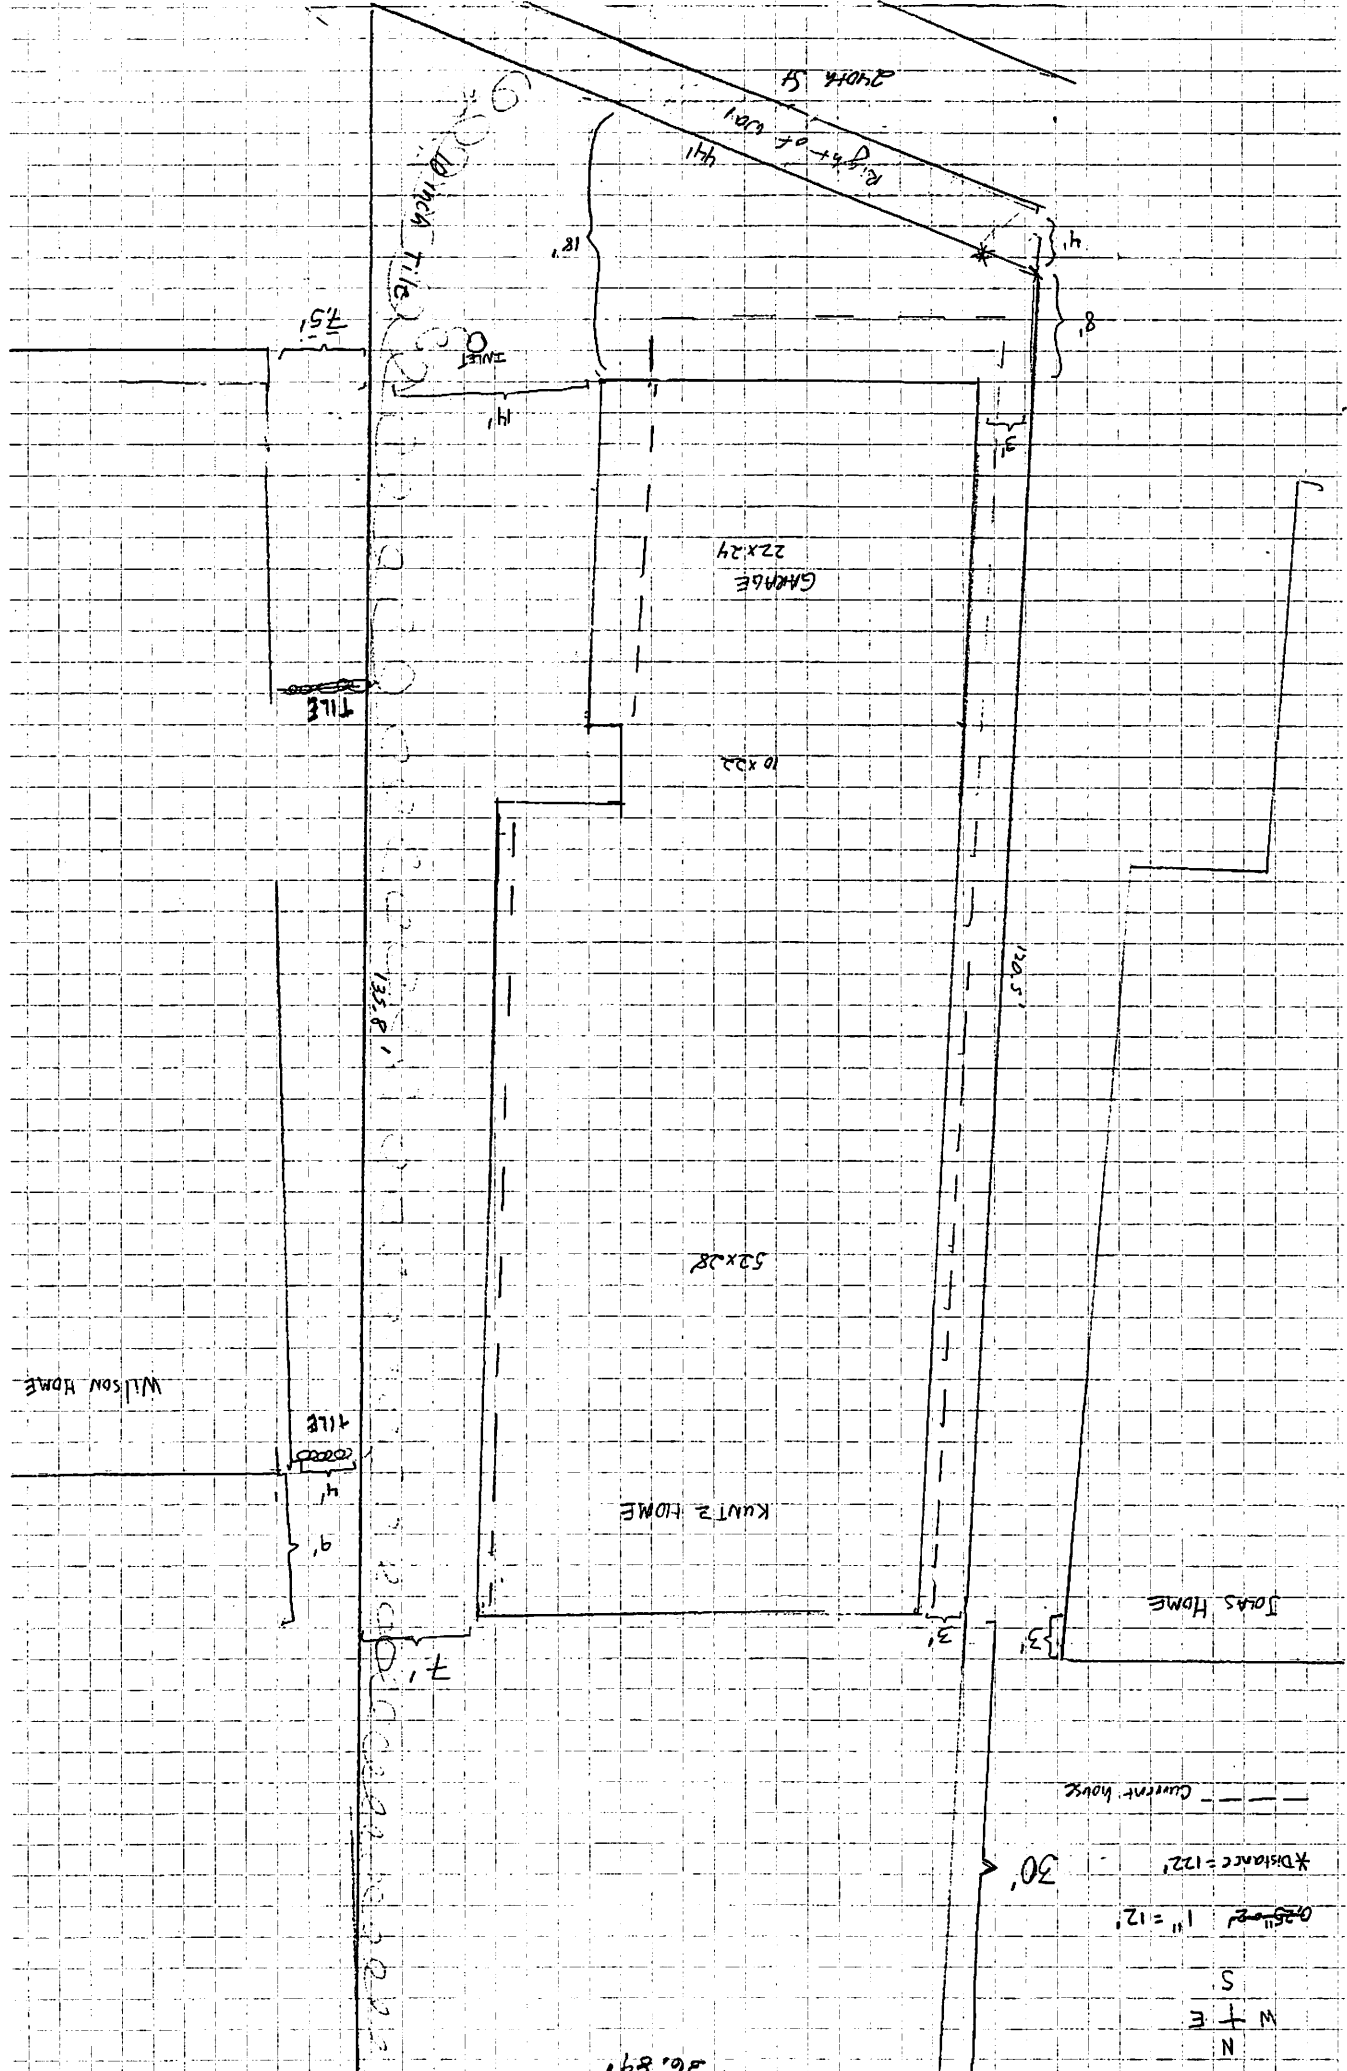 N
W E
S
1" = 12'
*Distance = 122'
Current house
30'
JOLAS HOME
3'
3'
7'
KUNTZ HOME
9'
4'
TILE
WILSON HOME
52x28
120.5'
135.8'
10x22
TILE
GARAGE
22x24
3'
14'
INLET
7.5'
8'
4'
18'
10 inch Tile
44'
Right of Way
240th St